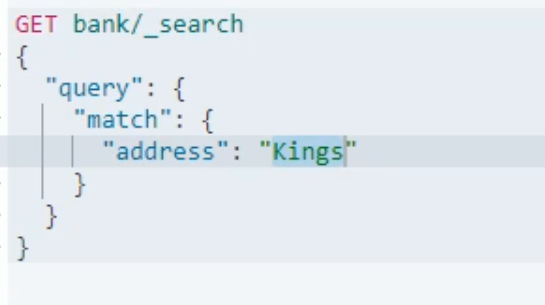 GET bank/_search
{
  "query": {
    "match": {
      "address": "Kings"
    }
  }
}